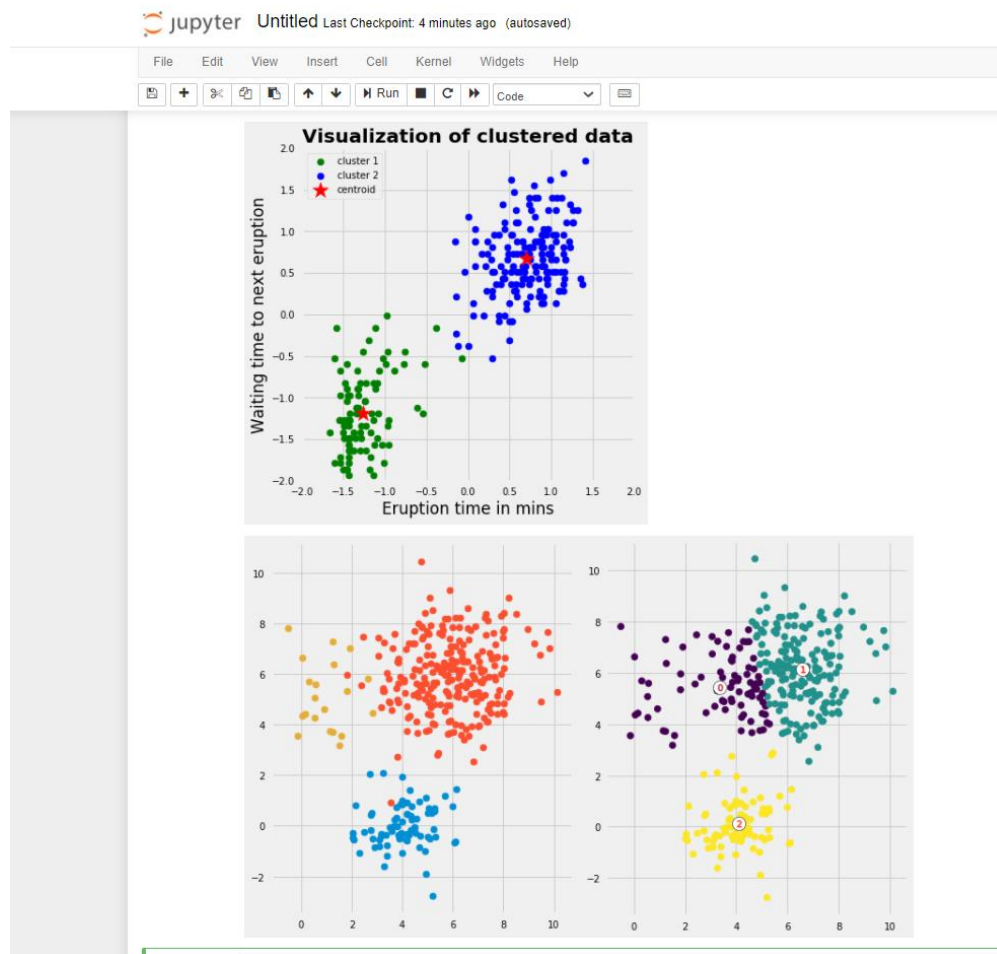 jupyter Untitled Last Checkpoint: 4 minutes ago (autosaved)
File Edit View Insert Cell Kernel Widgets Help
Run Code
Visualization of clustered data
cluster 1
cluster 2
centroid
Waiting time to next eruption
2.0
1.5
1.0
0.5
0.0
−0.5
−1.0
−1.5
−2.0
−2.0 −1.5 −1.0 −0.5 0.0 0.5 1.0 1.5 2.0
Eruption time in mins
10
8
6
4
2
0
−2
0 2 4 6 8 10
10
8
6
4
2
0
−2
0
1
2
0 2 4 6 8 10